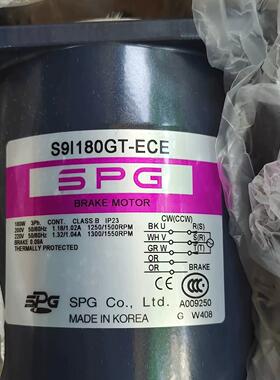 S9I180GT-ECE
SPG
BRAKE MOTOR
180W 3Ph. CONT. CLASS B IP23
200V 50/60Hz 1.18/1.02A 1250/1500RPM
220V 50/60Hz 1.32/1.04A 1300/1550RPM
BRAKE 0.09A
THERMALLY PROTECTED
CW(CCW)
BK U R(S)
WH V S(R)
GR W T(T)
OR
OR BRAKE
SPG SPG Co., Ltd. A009250
MADE IN KOREA G W408